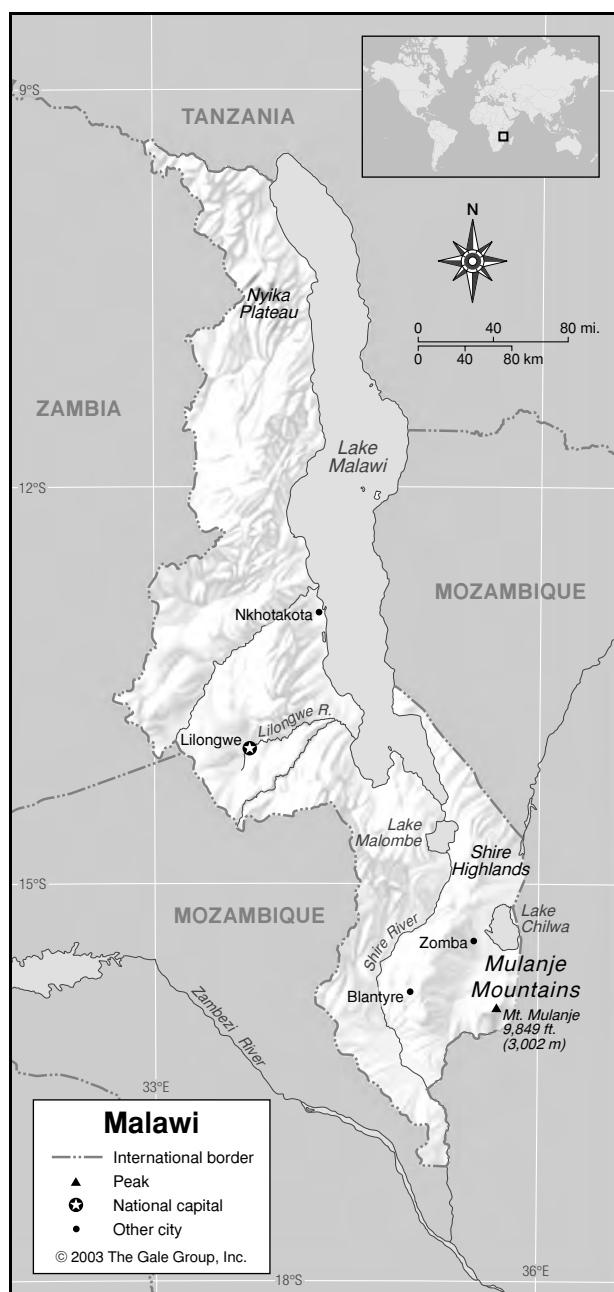 9°S
TANZANIA
N
Nyika
Plateau
0 40 80 mi.
0 40 80 km
ZAMBIA
Lake
Malawi
12°S
MOZAMBIQUE
Nkhotakota
Lilongwe R.
Lilongwe
Lake
Malombe
Shire
Highlands
15°S
MOZAMBIQUE
Lake
Chilwa
Shire River
Zomba
Mulanje
Mountains
Blantyre
Mt. Mulanje
9,849 ft.
(3,002 m)
Zambezi River
33°E
Malawi
International border
Peak
National capital
Other city
© 2003 The Gale Group, Inc.
18°S
36°E